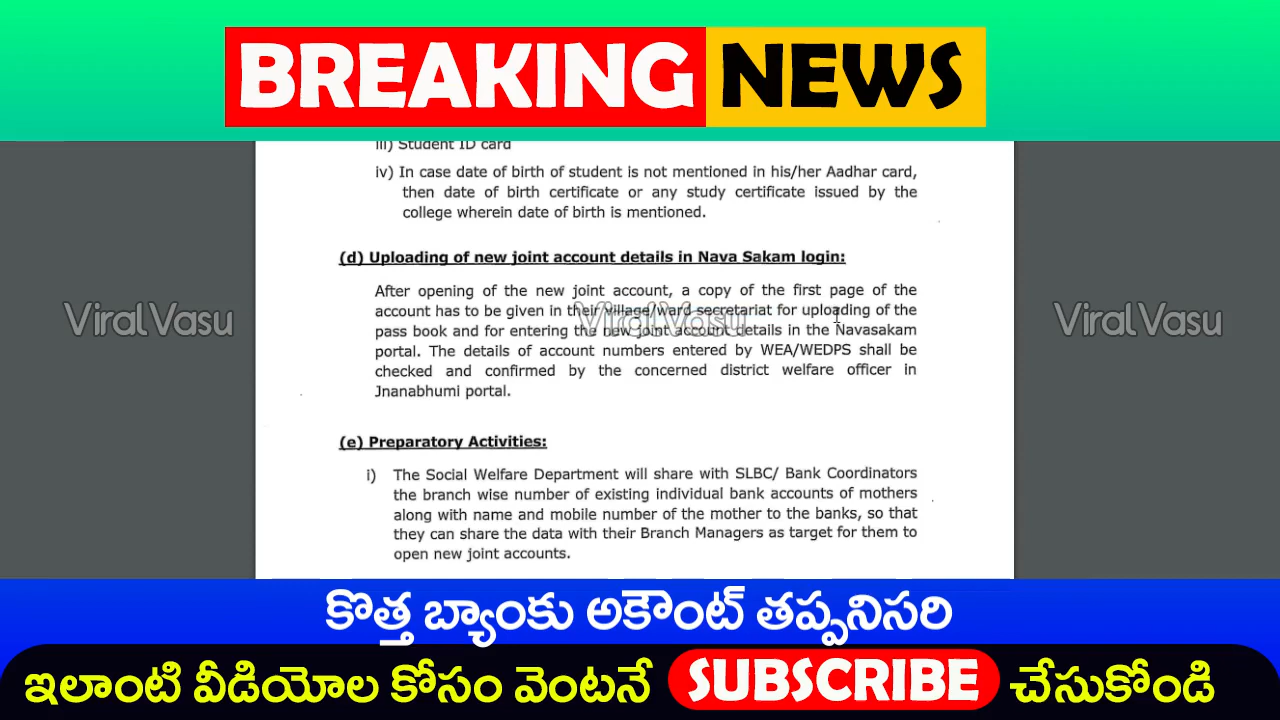 BREAKING NEWS
iii) Student ID card
iv) In case date of birth of student is not mentioned in his/her Aadhar card,
then date of birth certificate or any study certificate issued by the
college wherein date of birth is mentioned.
(d) Uploading of new joint account details in Nava Sakam login:
After opening of the new joint account, a copy of the first page of the
account has to be given in their village/ward secretariat for uploading of the
pass book and for entering the new joint account details in the Navasakam
portal. The details of account numbers entered by WEA/WEDPS shall be
checked and confirmed by the concerned district welfare officer in
Jnanabhumi portal.
Viral Vasu Viral Vasu Viral Vasu
(e) Preparatory Activities:
i) The Social Welfare Department will share with SLBC/ Bank Coordinators
the branch wise number of existing individual bank accounts of mothers
along with name and mobile number of the mother to the banks, so that
they can share the data with their Branch Managers as target for them to
open new joint accounts.
కొత్త బ్యాంకు అకౌంట్ తప్పనిసరి
ఇలాంటి వీడియోల కోసం వెంటనే SUBSCRIBE చేసుకోండి